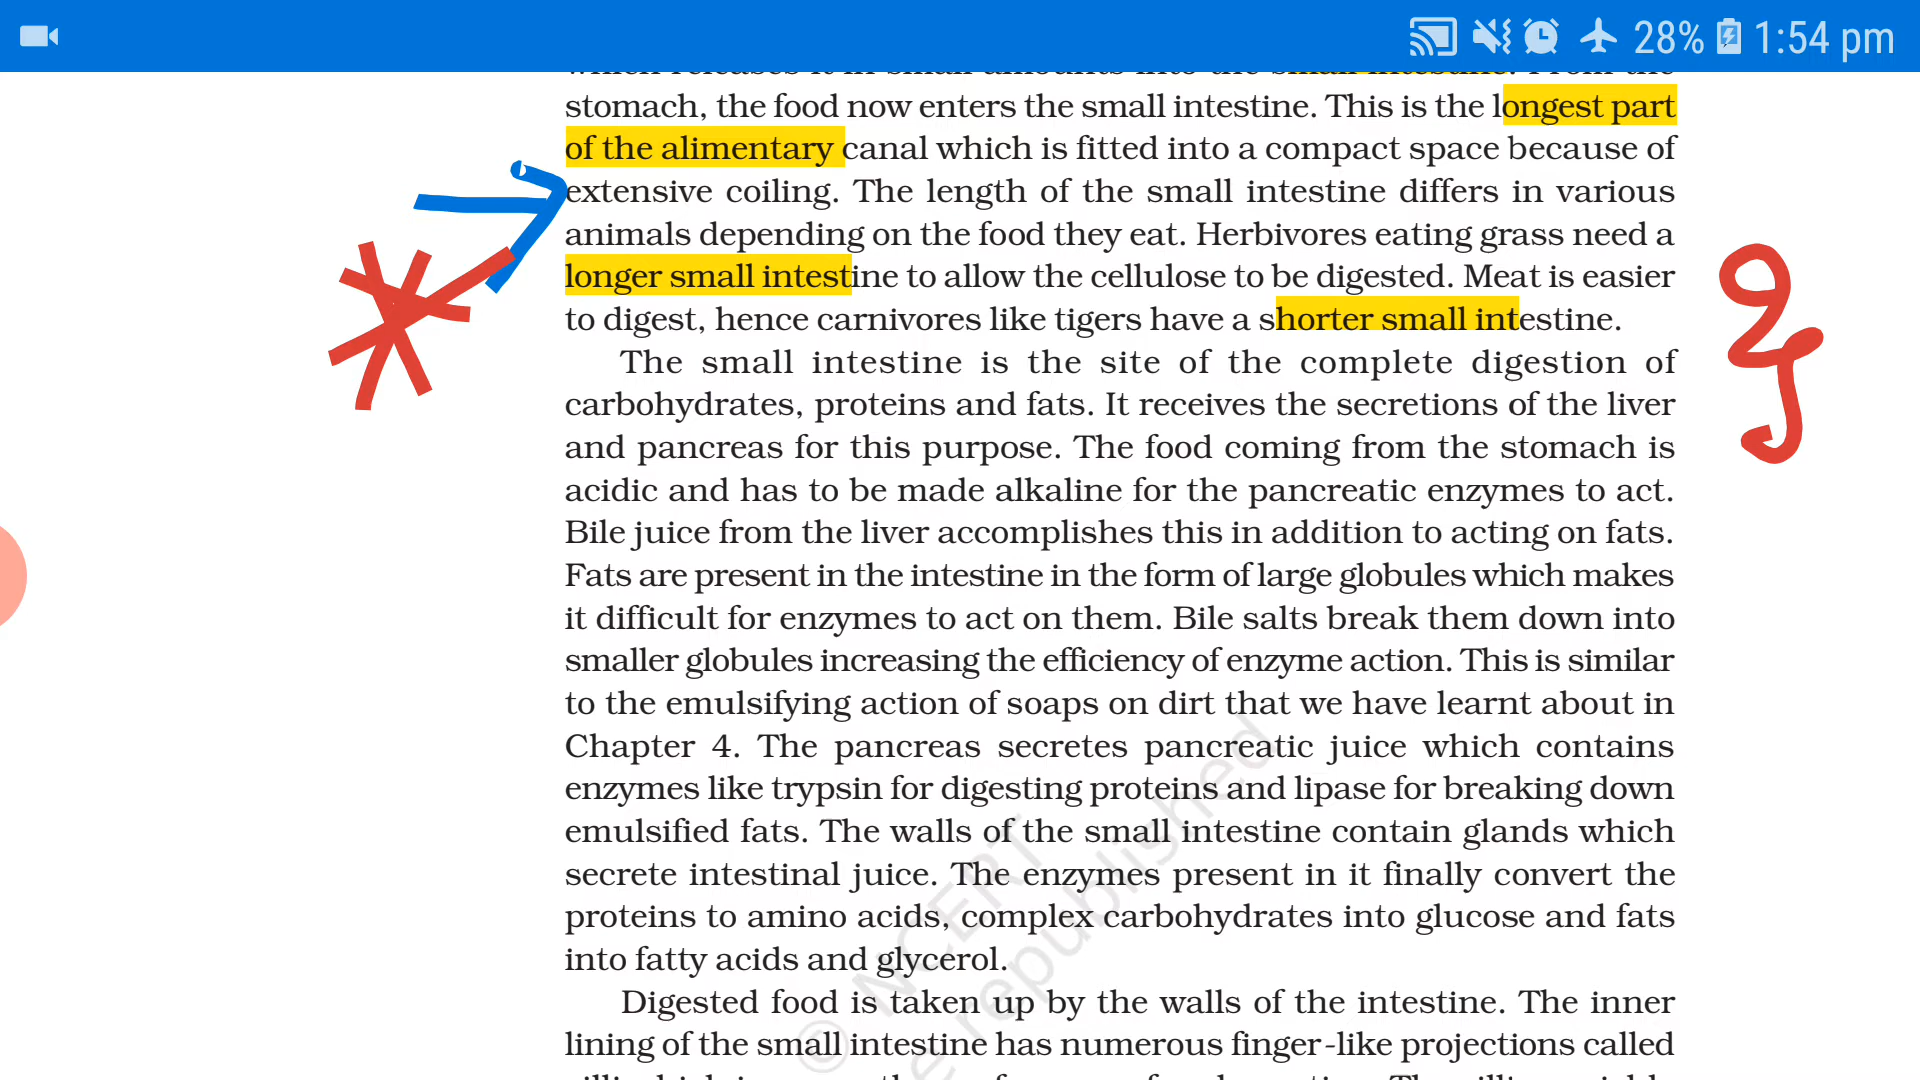 28% 1:54 pm
which releases it in small amounts into the small intestine. From the
stomach, the food now enters the small intestine. This is the longest part
of the alimentary canal which is fitted into a compact space because of
extensive coiling. The length of the small intestine differs in various
animals depending on the food they eat. Herbivores eating grass need a
longer small intestine to allow the cellulose to be digested. Meat is easier
to digest, hence carnivores like tigers have a shorter small intestine.
The small intestine is the site of the complete digestion of
carbohydrates, proteins and fats. It receives the secretions of the liver
and pancreas for this purpose. The food coming from the stomach is
acidic and has to be made alkaline for the pancreatic enzymes to act.
Bile juice from the liver accomplishes this in addition to acting on fats.
Fats are present in the intestine in the form of large globules which makes
it difficult for enzymes to act on them. Bile salts break them down into
smaller globules increasing the efficiency of enzyme action. This is similar
to the emulsifying action of soaps on dirt that we have learnt about in
Chapter 4. The pancreas secretes pancreatic juice which contains
enzymes like trypsin for digesting proteins and lipase for breaking down
emulsified fats. The walls of the small intestine contain glands which
secrete intestinal juice. The enzymes present in it finally convert the
proteins to amino acids, complex carbohydrates into glucose and fats
into fatty acids and glycerol.
Digested food is taken up by the walls of the intestine. The inner
lining of the small intestine has numerous finger-like projections called
© NCERT
e republished